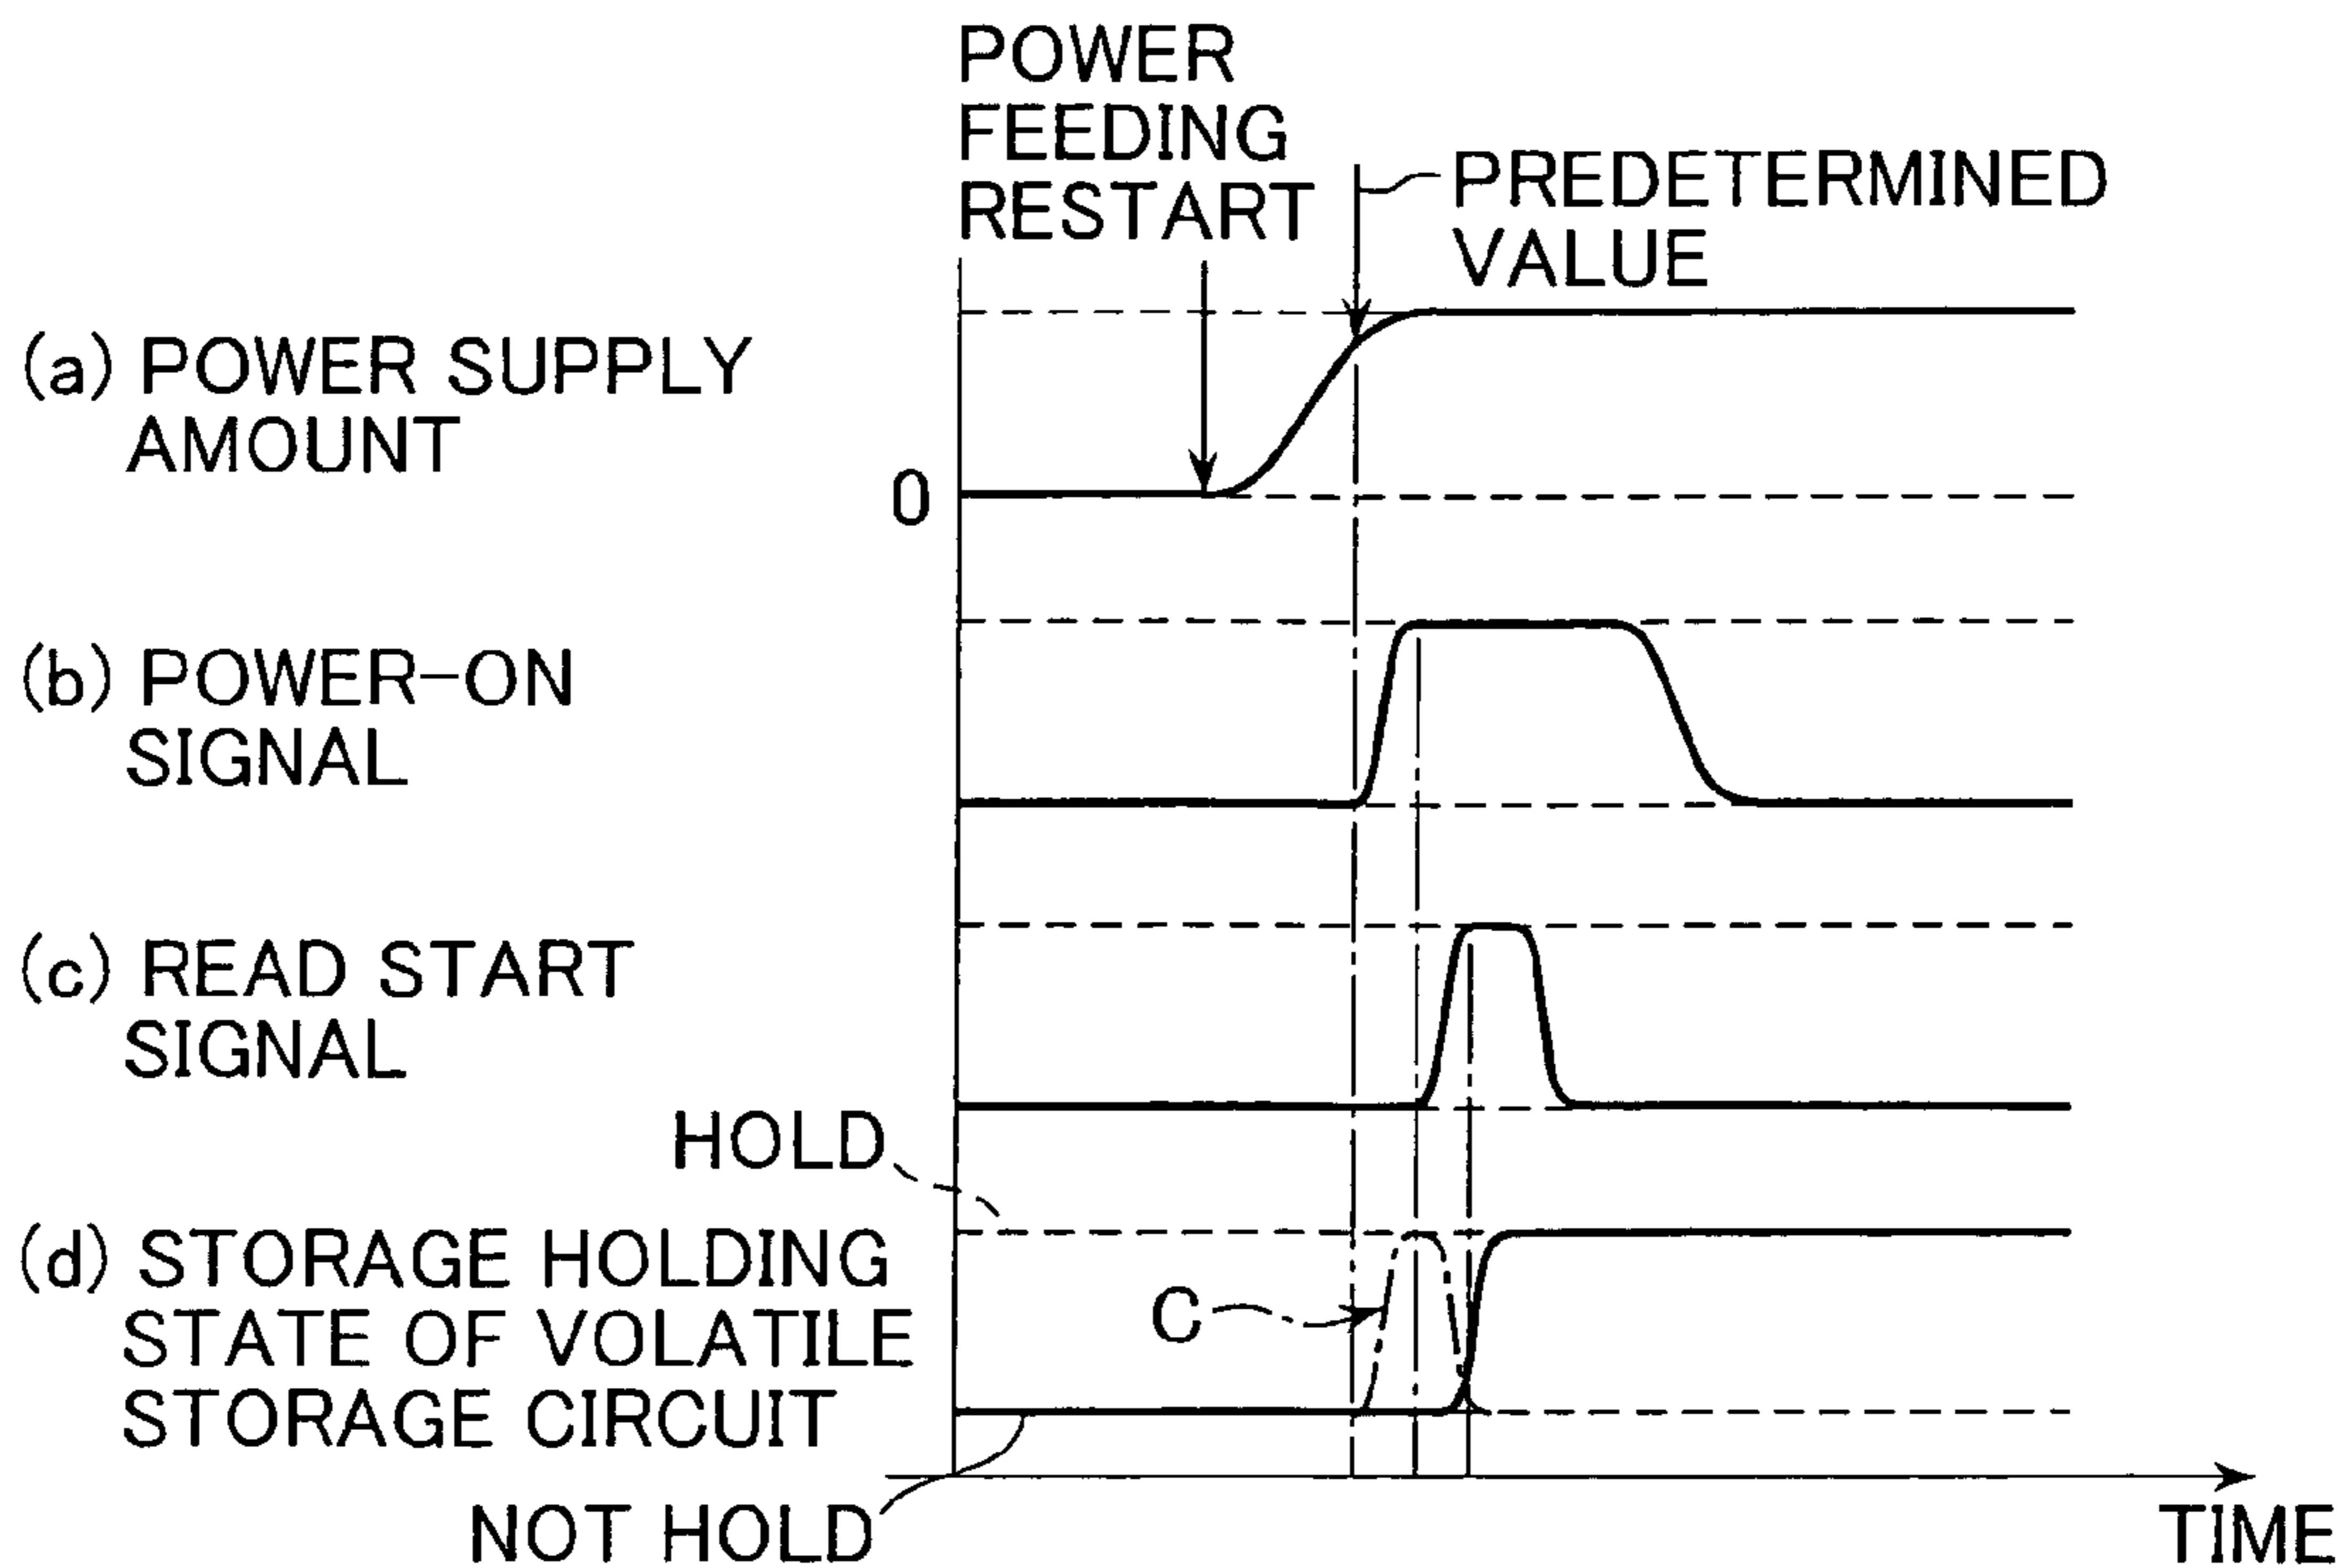 POWER
FEEDING
RESTART
PREDETERMINED
VALUE
(a) POWER SUPPLY
AMOUNT
0
(b) POWER-ON
SIGNAL
(c) READ START
SIGNAL
HOLD
(d) STORAGE HOLDING
STATE OF VOLATILE
STORAGE CIRCUIT
C
NOT HOLD
TIME